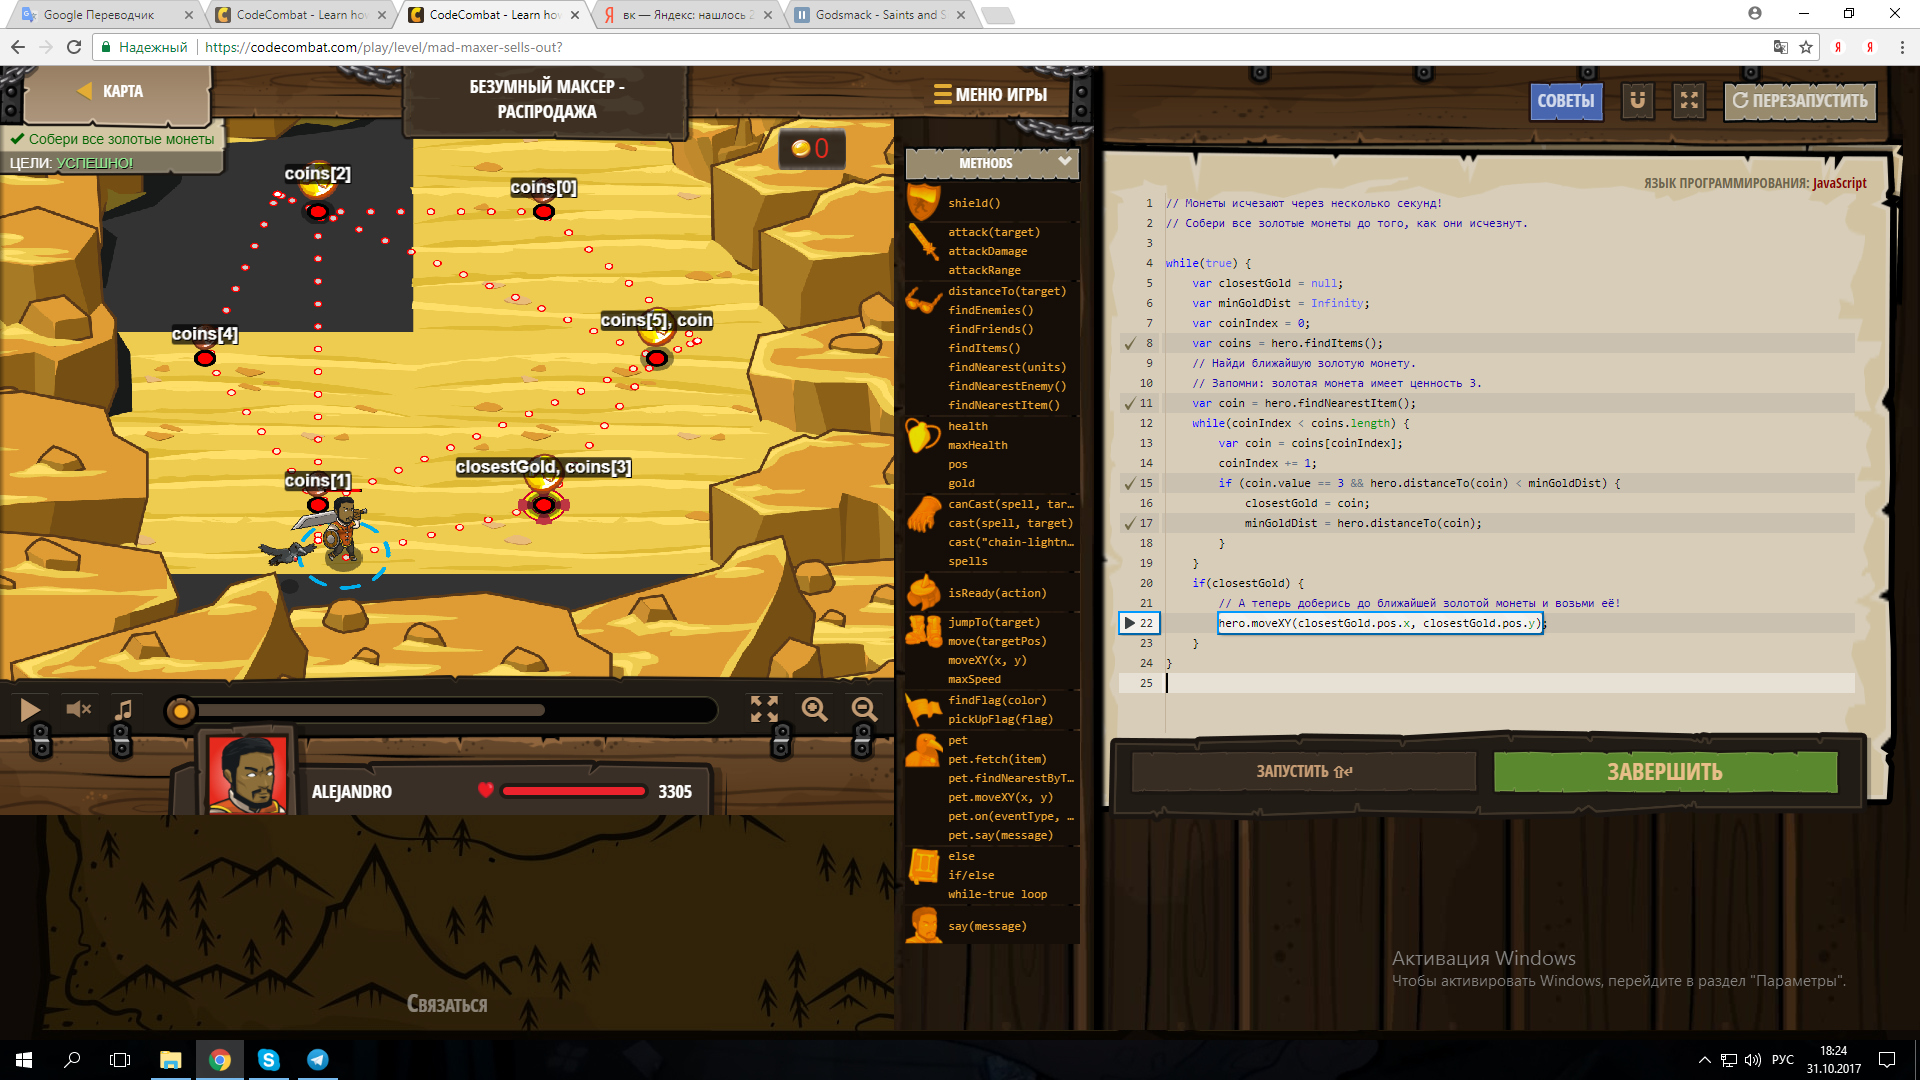 Google Переводчик
CodeCombat - Learn how
CodeCombat - Learn how
вк — Яндекс: нашлось 2
Godsmack - Saints and S
Надежный
https://codecombat.com/play/level/mad-maxer-sells-out?
КАРТА
БЕЗУМНЫЙ МАКСЕР -
РАСПРОДАЖА
МЕНЮ ИГРЫ
Собери все золотые монеты
ЦЕЛИ: УСПЕШНО!
0
coins[2]
coins[0]
coins[5], coin
coins[4]
closestGold, coins[3]
coins[1]
ALEJANDRO
3305
Связаться
METHODS
shield()
attack(target)
attackDamage
attackRange
distanceTo(target)
findEnemies()
findFriends()
findItems()
findNearest(units)
findNearestEnemy()
findNearestItem()
health
maxHealth
pos
gold
canCast(spell, tar…
cast(spell, target)
cast("chain-lightn…
spells
isReady(action)
jumpTo(target)
move(targetPos)
moveXY(x, y)
maxSpeed
findFlag(color)
pickUpFlag(flag)
pet
pet.fetch(item)
pet.findNearestByT…
pet.moveXY(x, y)
pet.on(eventType, …
pet.say(message)
else
if/else
while-true loop
say(message)
СОВЕТЫ
ПЕРЕЗАПУСТИТЬ
ЯЗЫК ПРОГРАММИРОВАНИЯ: JavaScript
1 // Монеты исчезают через несколько секунд!
2 // Собери все золотые монеты до того, как они исчезнут.
3
4 while(true) {
5 var closestGold = null;
6 var minGoldDist = Infinity;
7 var coinIndex = 0;
8 var coins = hero.findItems();
9 // Найди ближайшую золотую монету.
10 // Запомни: золотая монета имеет ценность 3.
11 var coin = hero.findNearestItem();
12 while(coinIndex < coins.length) {
13 var coin = coins[coinIndex];
14 coinIndex += 1;
15 if (coin.value == 3 && hero.distanceTo(coin) < minGoldDist) {
16 closestGold = coin;
17 minGoldDist = hero.distanceTo(coin);
18 }
19 }
20 if(closestGold) {
21 // А теперь доберись до ближайшей золотой монеты и возьми её!
22 hero.moveXY(closestGold.pos.x, closestGold.pos.y);
23 }
24 }
25
ЗАПУСТИТЬ
ЗАВЕРШИТЬ
Активация Windows
Чтобы активировать Windows, перейдите в раздел "Параметры".
РУС
18:24
31.10.2017